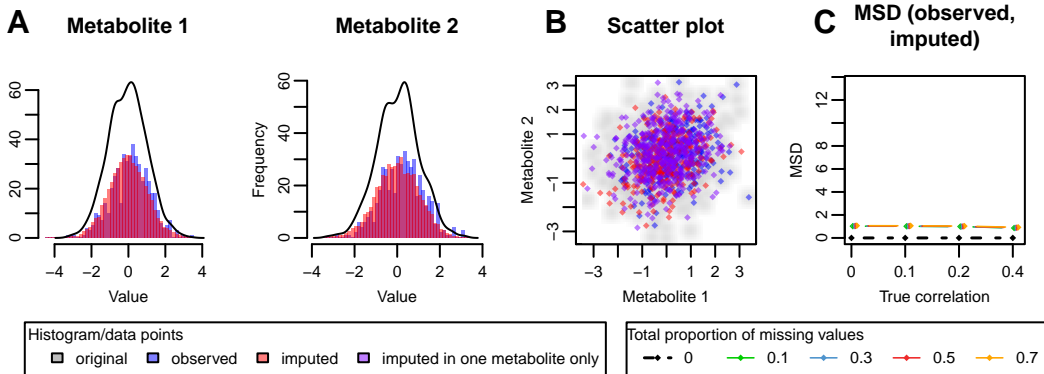 A
Metabolite 1
Metabolite 2
B
Scatter plot
C
MSD (observed,
imputed)
0 20 40 60
−4 −2 0 2 4
Value
Frequency
0 20 40 60
−4 −2 0 2 4
Value
Metabolite 2
−3 −1 1 2 3
−3 −1 1 2 3
Metabolite 1
MSD
0 2 4 8 12
0 0.1 0.2 0.4
True correlation
Histogram/data points
original observed imputed imputed in one metabolite only
Total proportion of missing values
0 0.1 0.3 0.5 0.7